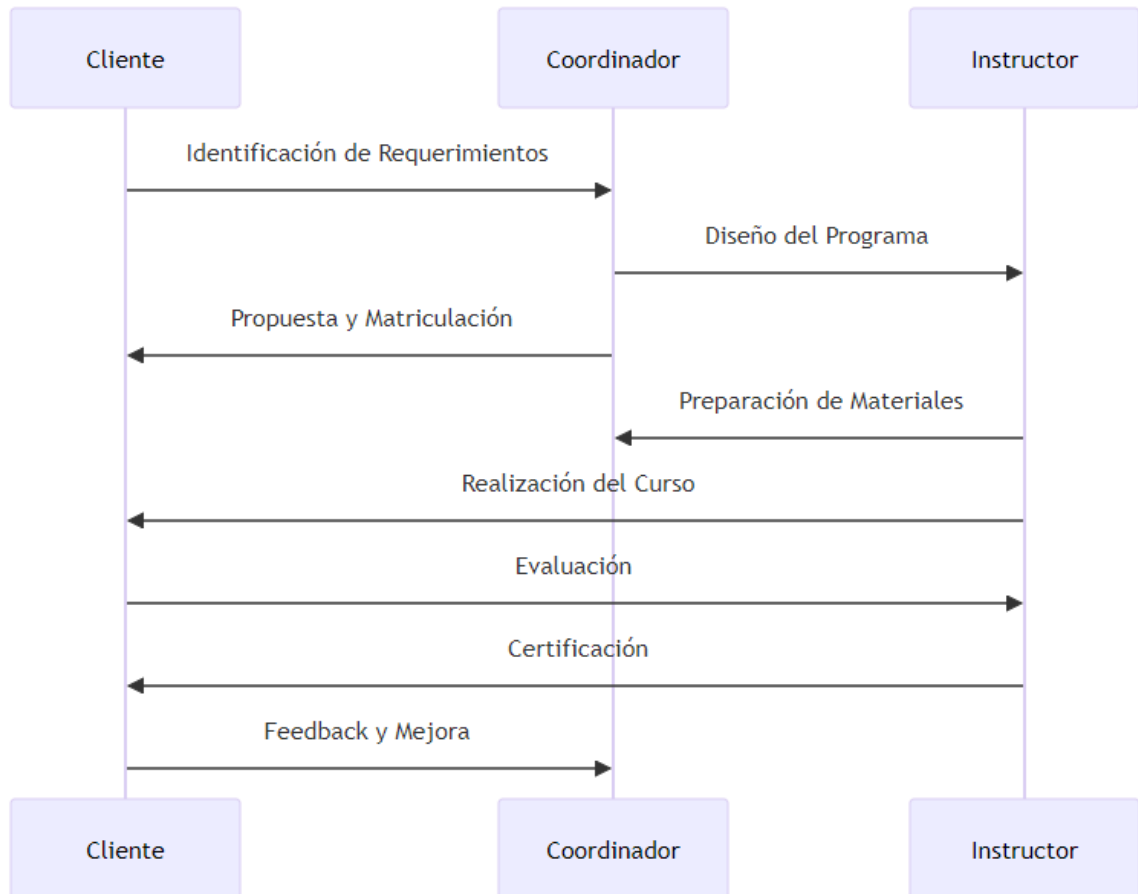 Cliente
Coordinador
Instructor
Identificación de Requerimientos
Diseño del Programa
Propuesta y Matriculación
Preparación de Materiales
Realización del Curso
Evaluación
Certificación
Feedback y Mejora
Cliente
Coordinador
Instructor